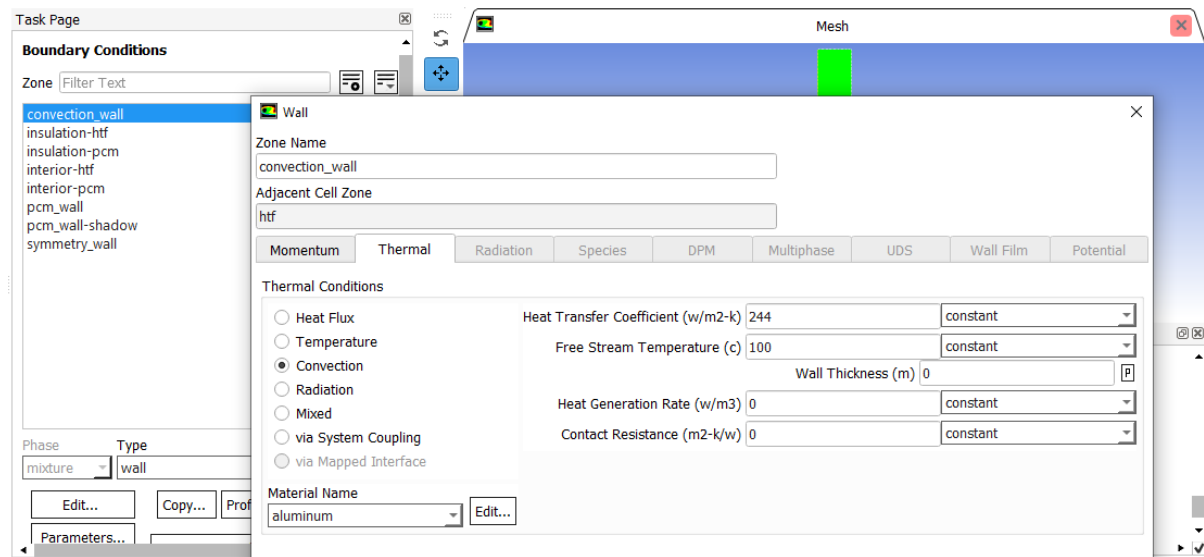 Task Page
Mesh
Boundary Conditions
Zone Filter Text
convection_wall
insulation-htf
insulation-pcm
interior-htf
interior-pcm
pcm_wall
pcm_wall-shadow
symmetry_wall
Phase Type
mixture wall
Edit... Copy... Prof
Parameters...
Wall
Zone Name
convection_wall
Adjacent Cell Zone
htf
Momentum Thermal Radiation Species DPM Multiphase UDS Wall Film Potential
Thermal Conditions
Heat Flux
Temperature
Convection
Radiation
Mixed
via System Coupling
via Mapped Interface
Heat Transfer Coefficient (w/m2-k) 244 constant
Free Stream Temperature (c) 100 constant
Wall Thickness (m) 0 P
Heat Generation Rate (w/m3) 0 constant
Contact Resistance (m2-k/w) 0 constant
Material Name
aluminum Edit...